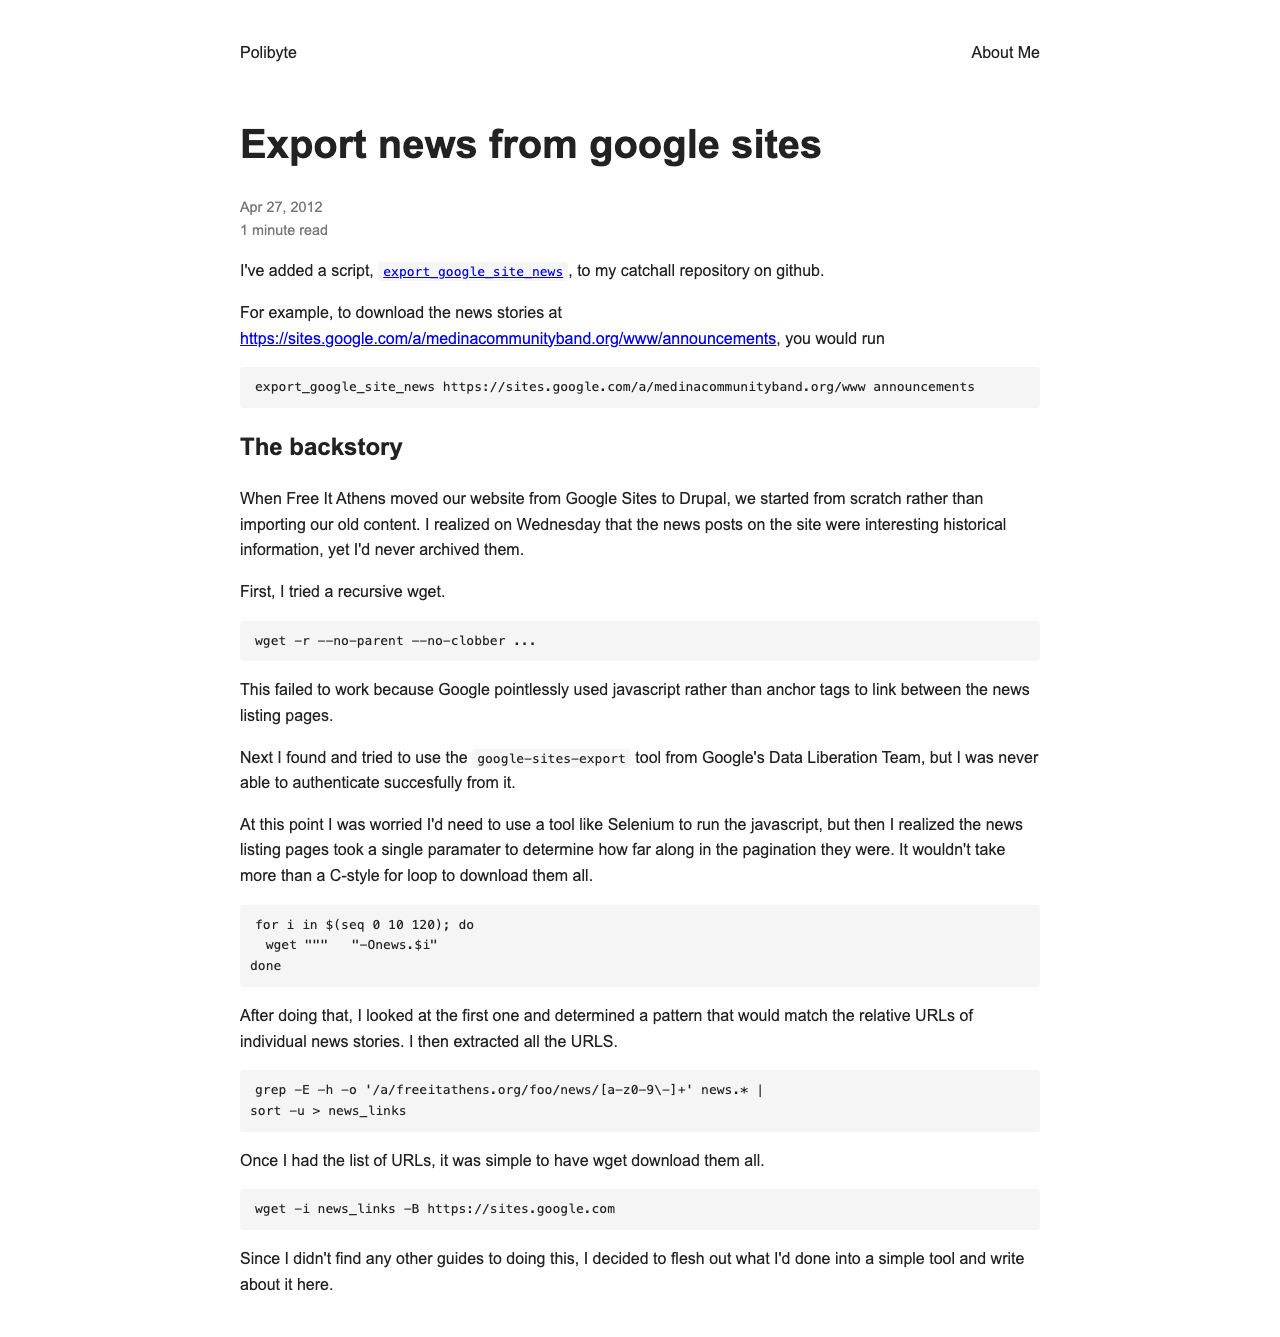 Polibyte
About Me
Export news from google sites
Apr 27, 2012
1 minute read
I've added a script, export_google_site_news, to my catchall repository on github.
For example, to download the news stories at
https://sites.google.com/a/medinacommunityband.org/www/announcements, you would run
export_google_site_news https://sites.google.com/a/medinacommunityband.org/www announcements
The backstory
When Free It Athens moved our website from Google Sites to Drupal, we started from scratch rather than
importing our old content. I realized on Wednesday that the news posts on the site were interesting historical
information, yet I'd never archived them.
First, I tried a recursive wget.
wget -r --no-parent --no-clobber ...
This failed to work because Google pointlessly used javascript rather than anchor tags to link between the news
listing pages.
Next I found and tried to use the google-sites-export tool from Google's Data Liberation Team, but I was never
able to authenticate succesfully from it.
At this point I was worried I'd need to use a tool like Selenium to run the javascript, but then I realized the news
listing pages took a single paramater to determine how far along in the pagination they were. It wouldn't take
more than a C-style for loop to download them all.
for i in $(seq 0 10 120); do
  wget """   "-Onews.$i"
done
After doing that, I looked at the first one and determined a pattern that would match the relative URLs of
individual news stories. I then extracted all the URLS.
grep -E -h -o '/a/freeitathens.org/foo/news/[a-z0-9\-]+' news.* |
sort -u > news_links
Once I had the list of URLs, it was simple to have wget download them all.
wget -i news_links -B https://sites.google.com
Since I didn't find any other guides to doing this, I decided to flesh out what I'd done into a simple tool and write
about it here.